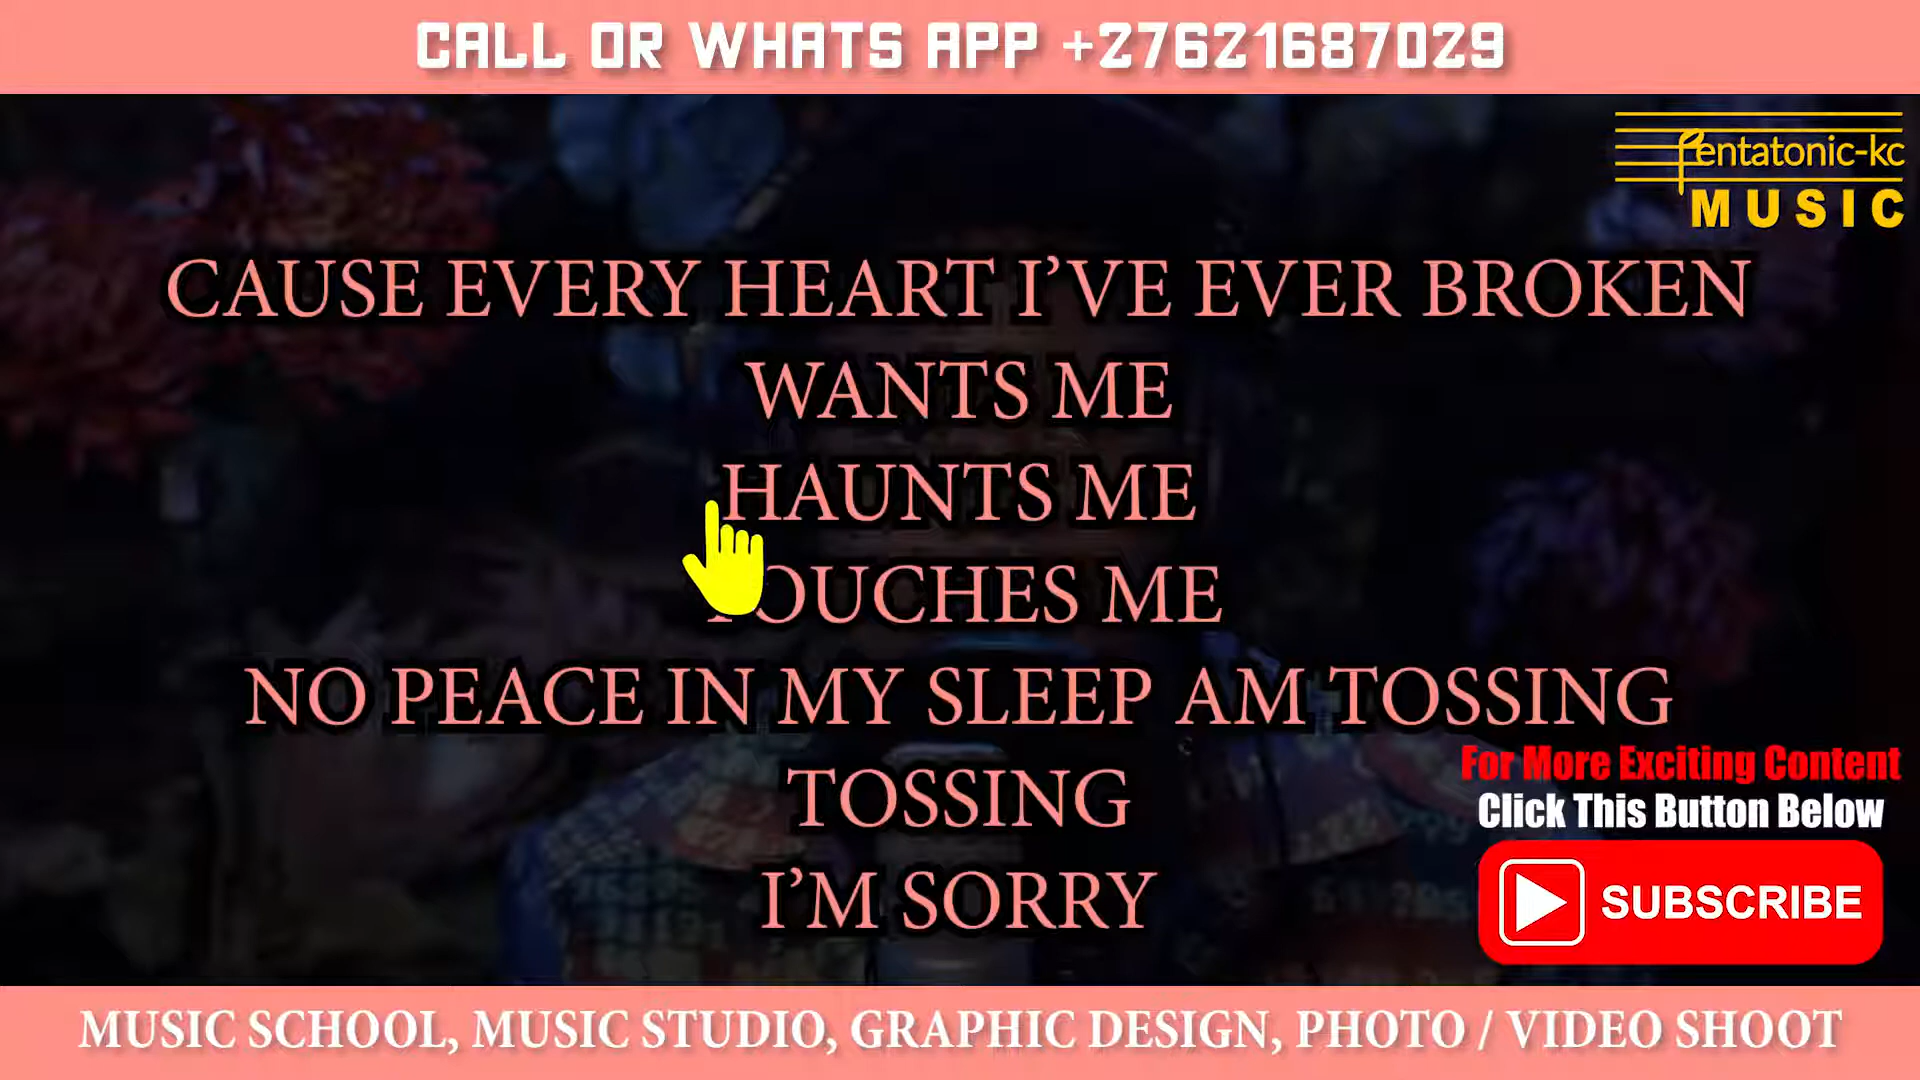 CALL OR WHATS APP +27621687029
Pentatonic-kc
MUSIC
CAUSE EVERY HEART I'VE EVER BROKEN
WANTS ME
HAUNTS ME
TOUCHES ME
NO PEACE IN MY SLEEP AM TOSSING
TOSSING
I'M SORRY
For More Exciting Content
Click This Button Below
SUBSCRIBE
MUSIC SCHOOL, MUSIC STUDIO, GRAPHIC DESIGN, PHOTO / VIDEO SHOOT